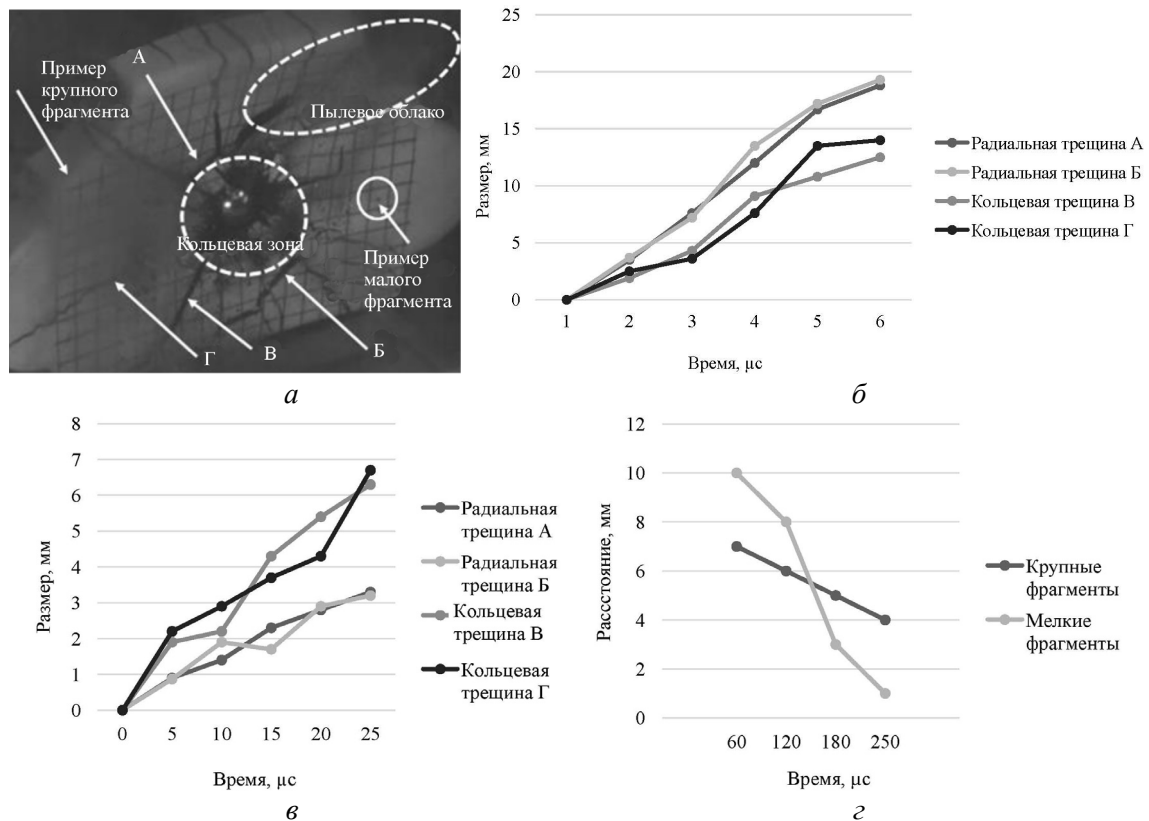 А
Пример
крупного
фрагмента
Пылевое облако
Кольцевая зона
Пример
малого
фрагмента
Г
В
Б
а
25
20
15
10
5
0
Размер, мм
1 2 3 4 5 6
Время, µс
Радиальная трещина А
Радиальная трещина Б
Кольцевая трещина В
Кольцевая трещина Г
б
8
7
6
5
4
3
2
1
0
Размер, мм
0 5 10 15 20 25
Время, µс
Радиальная
трещина А
Радиальная
трещина Б
Кольцевая
трещина В
Кольцевая
трещина Г
в
12
10
8
6
4
2
0
Рассстояние, мм
60 120 180 250
Время, µс
Крупные
фрагменты
Мелкие
фрагменты
г